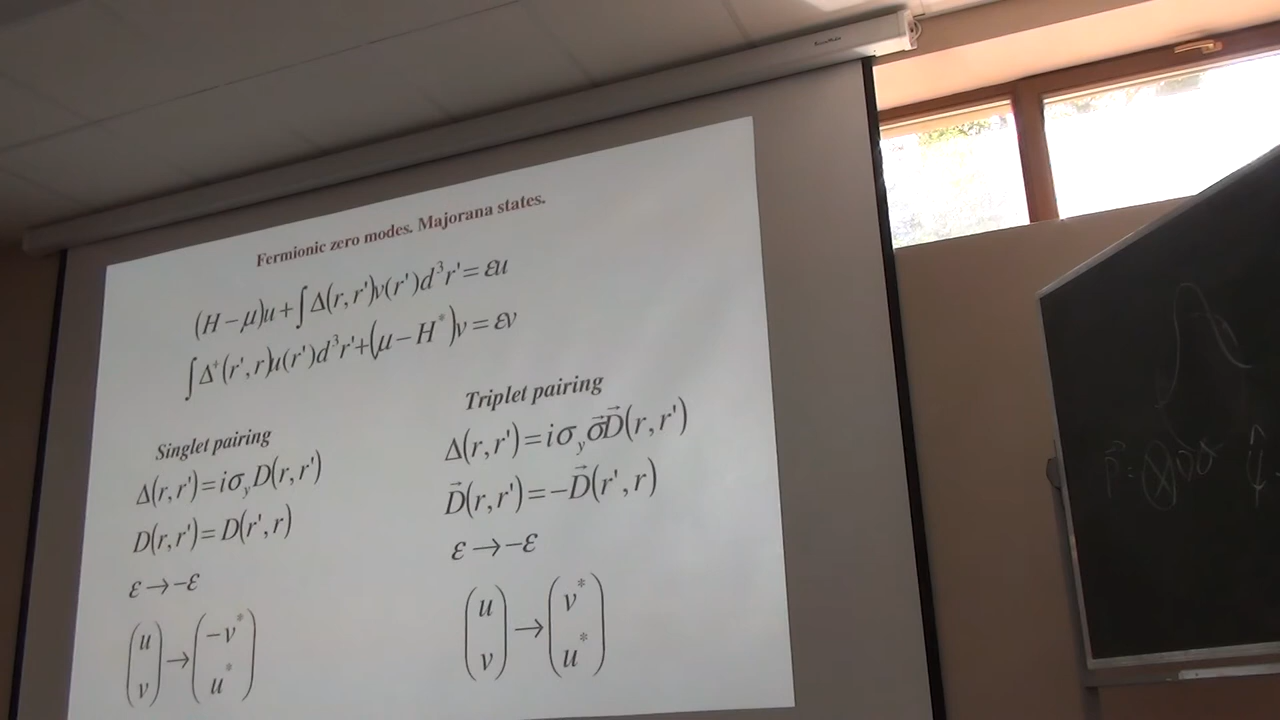 Fermionic zero modes. Majorana states.
(H − μ)u + ∫ Δ(r, r')v(r')d³r' = εu
∫ Δ⁺(r', r)u(r')d³r' + (μ − H*)v = εv
Singlet pairing
Δ(r, r') = iσ_y D(r, r')
D(r, r') = D(r', r)
ε → −ε
(u v) → (−v* u*)
Triplet pairing
Δ(r, r') = iσ_y σ⃗D⃗(r, r')
D⃗(r, r') = −D⃗(r', r)
ε → −ε
(u v) → (v* u*)